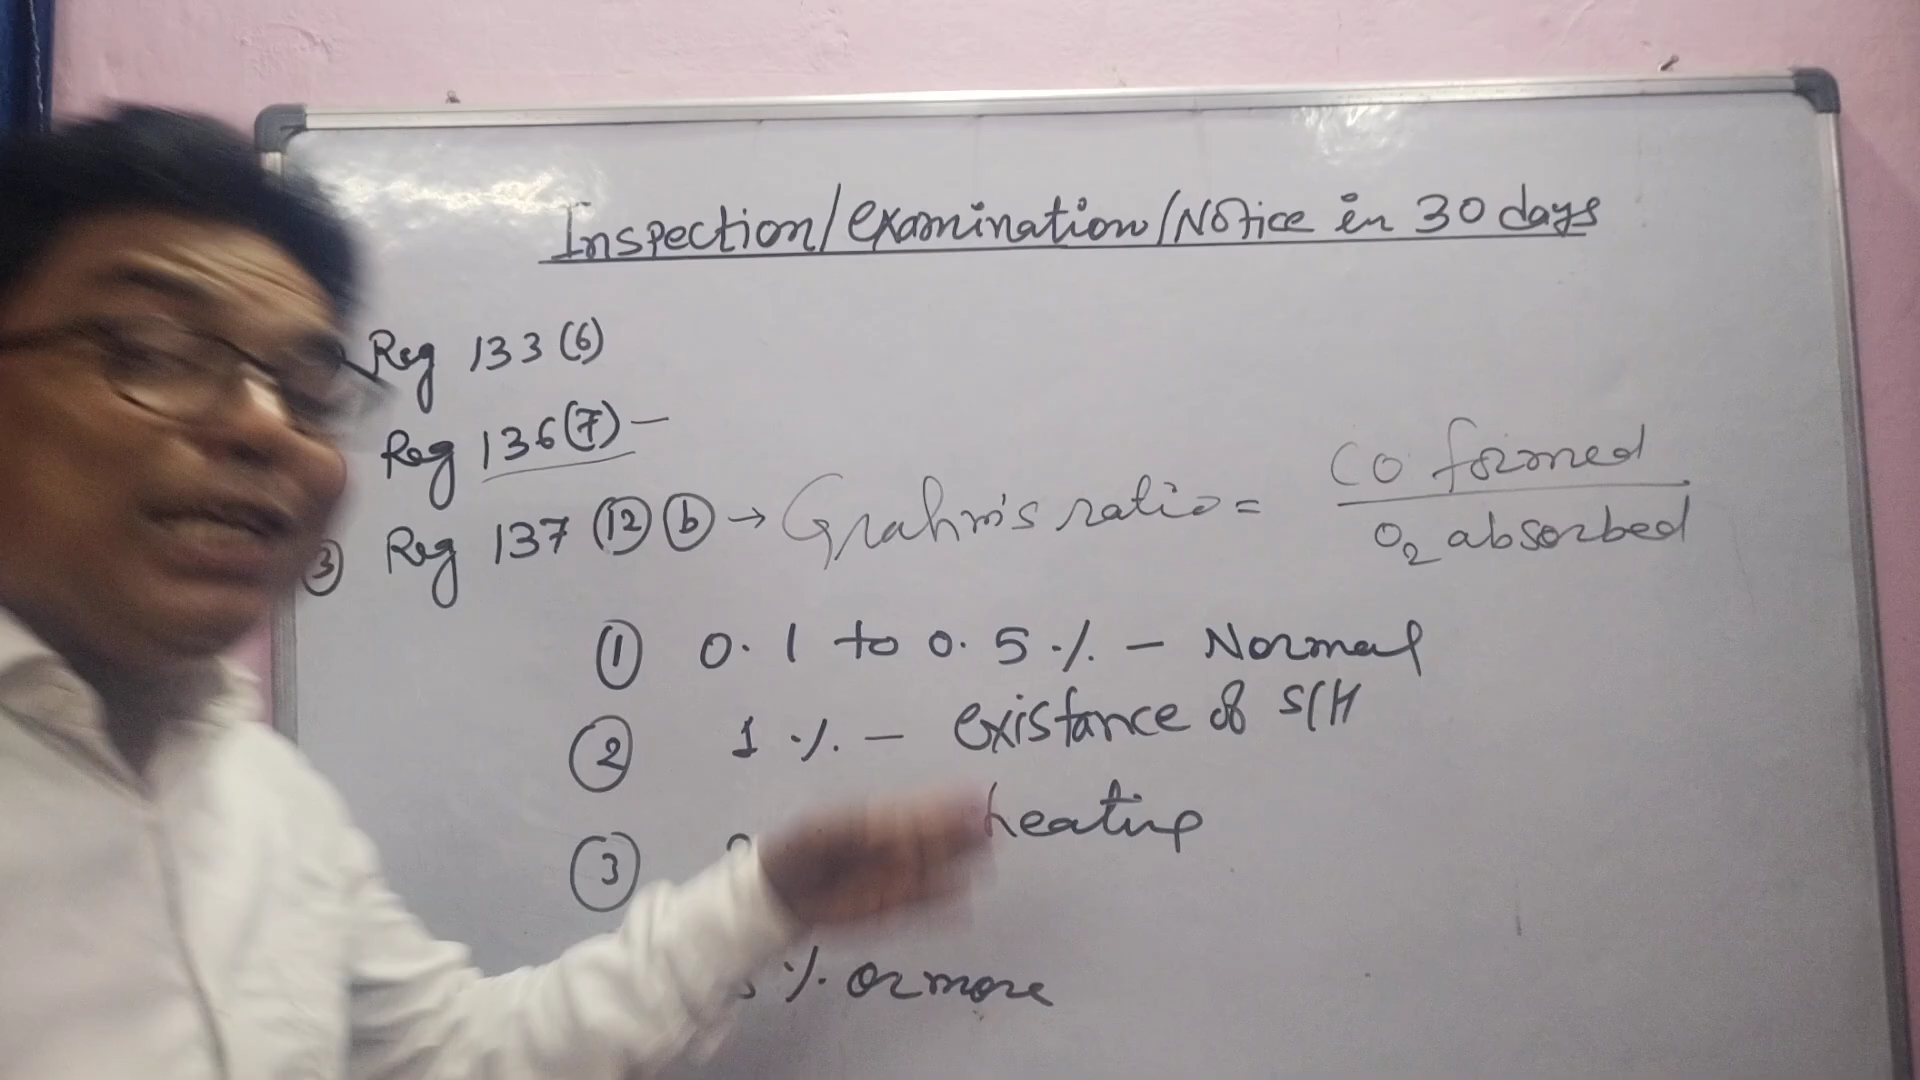 Inspection/Examination/Notice in 30 days
Reg 133 (6)
Reg 136 (7) -
③ Reg 137 ⑫ ⓑ → Grahm's ratio = CO formed / O₂ absorbed
① 0.1 to 0.5 % - Normal
② 1 % - existance of S/H
③ heating
% or more